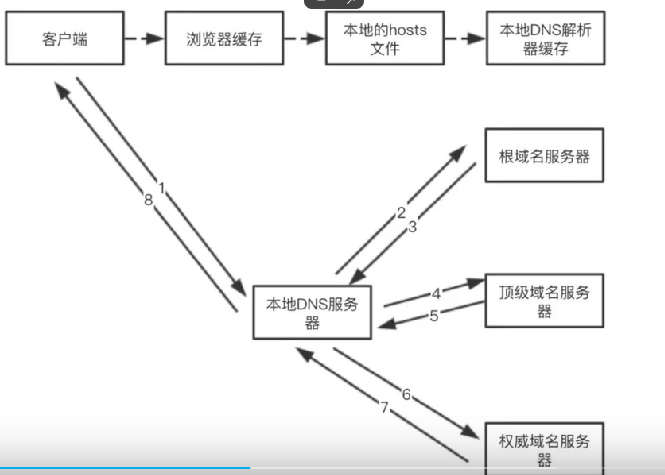 客户端
浏览器缓存
本地的hosts
文件
本地DNS解析
器缓存
根域名服务器
1
8
2
3
本地DNS服务
器
4
5
顶级域名服务
器
6
7
权威域名服务
器